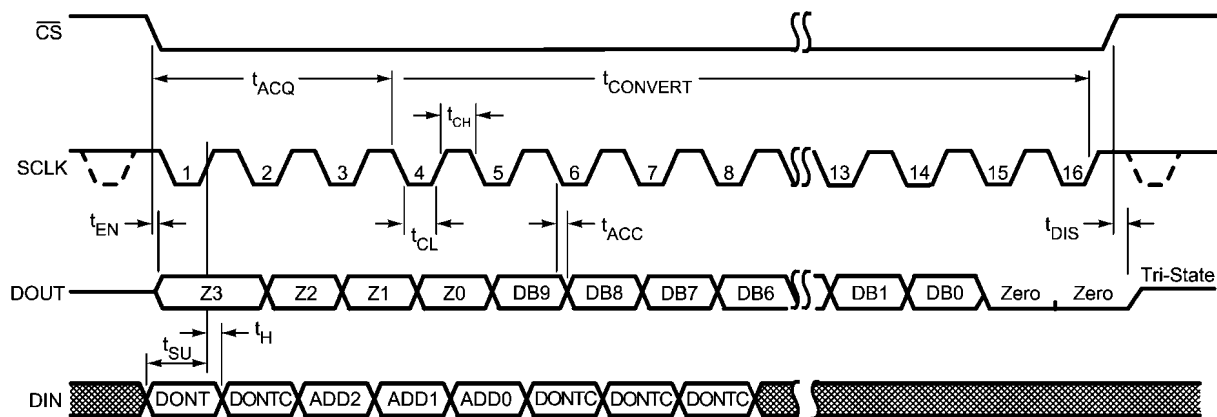 CS
tACQ
tCONVERT
tCH
SCLK
1 2 3 4 5 6 7 8 13 14 15 16
tEN
tCL
tACC
tDIS
DOUT
Z3 Z2 Z1 Z0 DB9 DB8 DB7 DB6 DB1 DB0 Zero Zero
Tri-State
tSU
tH
DIN
DONT DONTC ADD2 ADD1 ADD0 DONTC DONTC DONTC